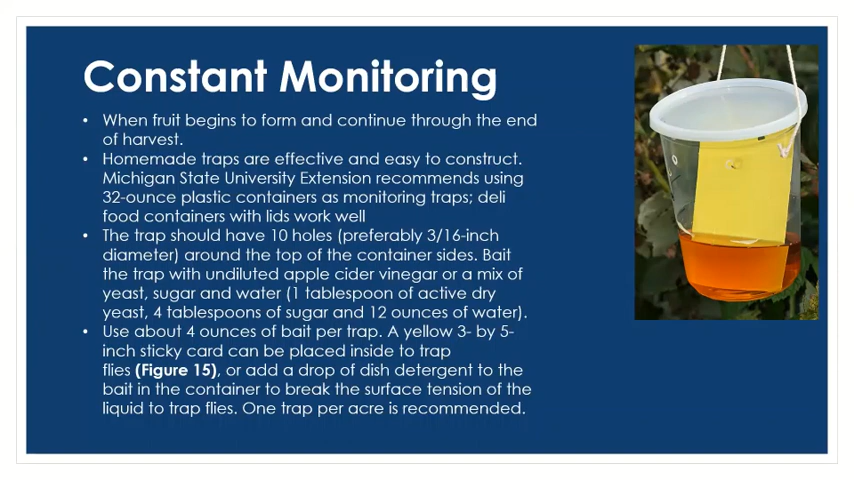 Constant Monitoring
• When fruit begins to form and continue through the end
of harvest.
• Homemade traps are effective and easy to construct.
Michigan State University Extension recommends using
32-ounce plastic containers as monitoring traps; deli
food containers with lids work well
• The trap should have 10 holes (preferably 3/16-inch
diameter) around the top of the container sides. Bait
the trap with undiluted apple cider vinegar or a mix of
yeast, sugar and water (1 tablespoon of active dry
yeast, 4 tablespoons of sugar and 12 ounces of water).
• Use about 4 ounces of bait per trap. A yellow 3- by 5-
inch sticky card can be placed inside to trap
flies (Figure 15), or add a drop of dish detergent to the
bait in the container to break the surface tension of the
liquid to trap flies. One trap per acre is recommended.